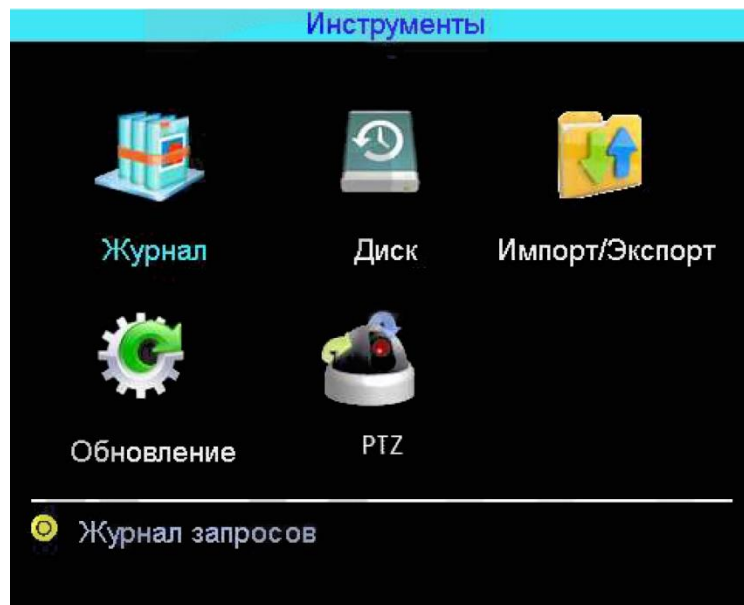 Инструменты
Журнал
Диск
Импорт/Экспорт
Обновление
PTZ
Журнал запросов